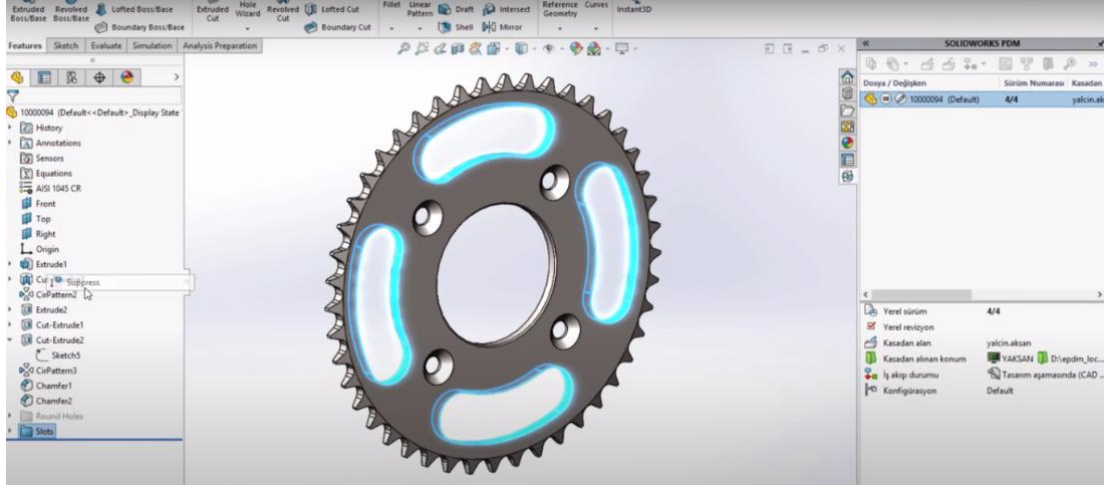 Extruded Boss/Base
Revolved Boss/Base
Lofted Boss/Base
Boundary Boss/Base
Extruded Cut
Hole Wizard
Revolved Cut
Lofted Cut
Boundary Cut
Fillet
Linear Pattern
Draft
Shell
Intersect
Mirror
Reference Geometry
Curves
Instant3D
Features
Sketch
Evaluate
Simulation
Analysis Preparation
10000094 (Default<<Default>_Display State
History
Annotations
Sensors
Equations
AISI 1045 CR
Front
Top
Right
Origin
Extrude1
Suppress
CirPattern2
Extrude2
Cut-Extrude1
Cut-Extrude2
Sketch5
CirPattern3
Chamfer1
Chamfer2
Round Holes
Slots
SOLIDWORKS PDM
Dosya / Değişken
Sürüm Numarası
Kasadan
10000094 (Default)
4/4
yalcin.ak
Yerel sürüm
4/4
Yerel revizyon
Kasadan alan
yalcin.aksan
Kasadan alınan konum
YAKSAN
D:\epdm_loc...
İş akışı durumu
Tasarım aşamasında (CAD ...
Konfigürasyon
Default